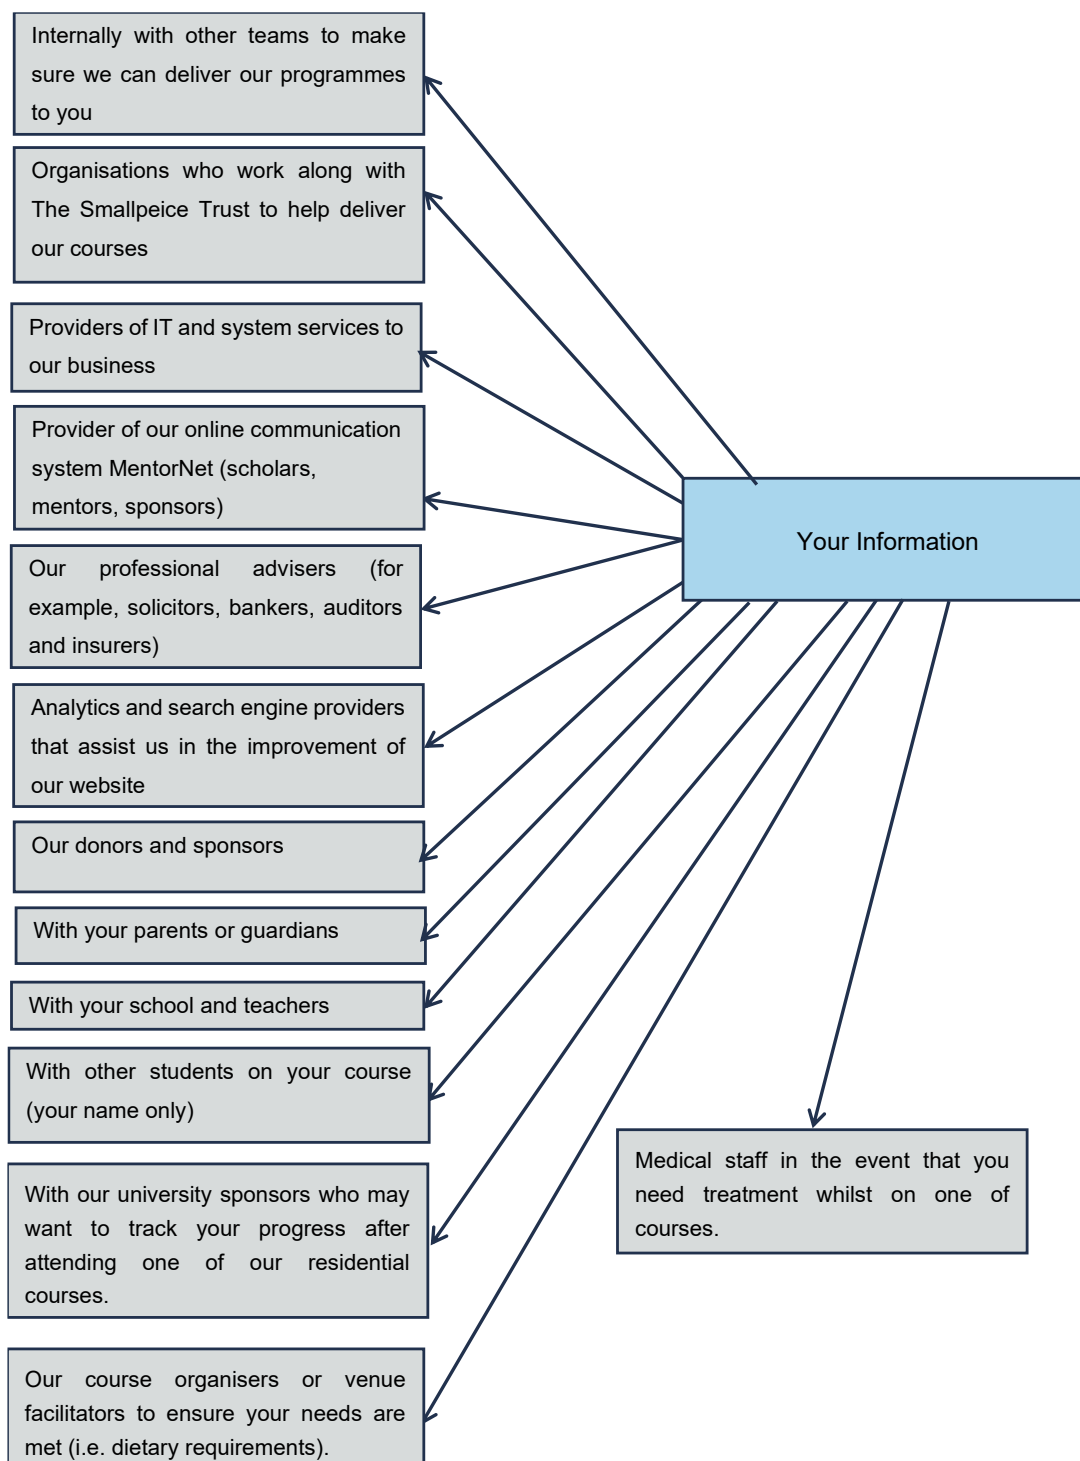 Internally with other teams to make
sure we can deliver our programmes
to you
Organisations who work along with
The Smallpeice Trust to help deliver
our courses
Providers of IT and system services to
our business
Provider of our online communication
system MentorNet (scholars,
mentors, sponsors)
Your Information
Our professional advisers (for
example, solicitors, bankers, auditors
and insurers)
Analytics and search engine providers
that assist us in the improvement of
our website
Our donors and sponsors
With your parents or guardians
With your school and teachers
With other students on your course
(your name only)
With our university sponsors who may
want to track your progress after
attending one of our residential
courses.
Medical staff in the event that you
need treatment whilst on one of
courses.
Our course organisers or venue
facilitators to ensure your needs are
met (i.e. dietary requirements).